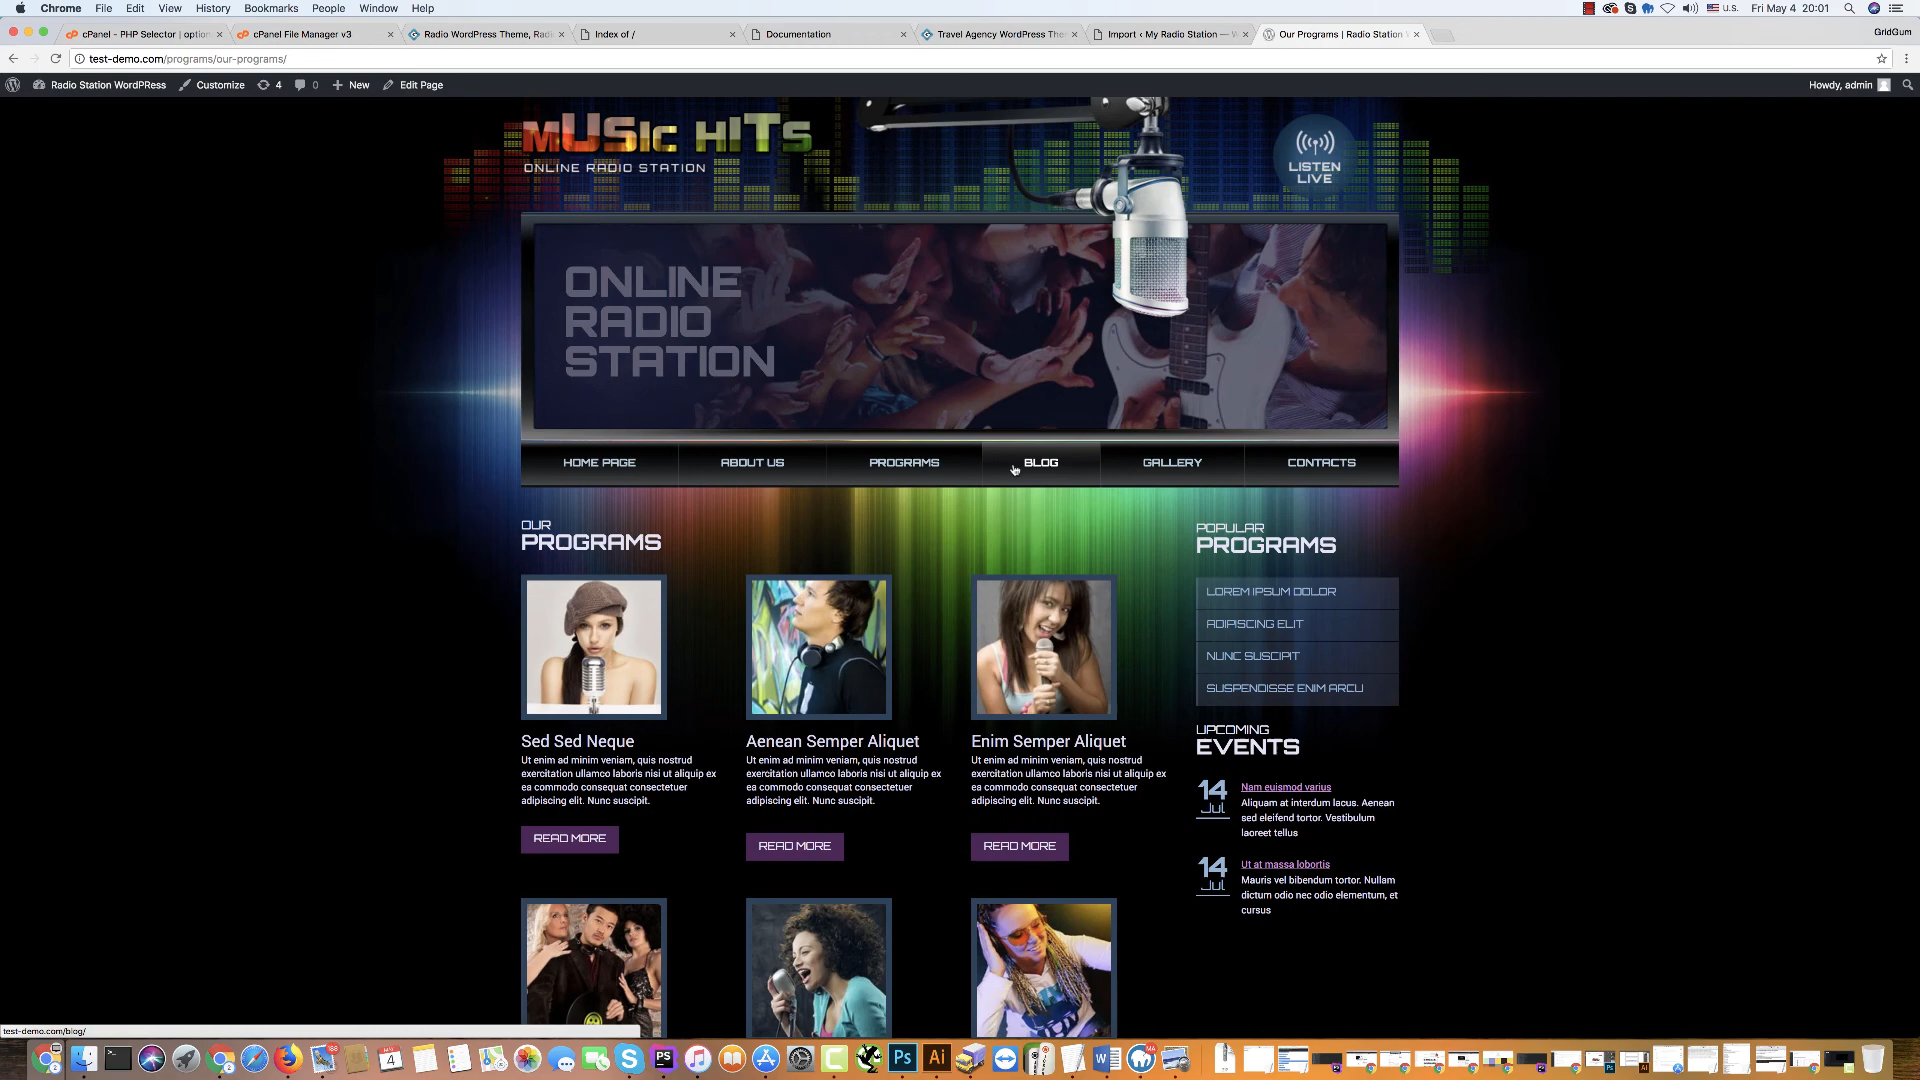 Chrome File Edit View History Bookmarks People Window Help
U.S. Fri May 4 20:01
cPanel - PHP Selector | option
cPanel File Manager v3
Radio WordPress Theme, Radi
Index of /
Documentation
Travel Agency WordPress The
Import ‹ My Radio Station — W
Our Programs | Radio Station
GridGum
test-demo.com/programs/our-programs/
Radio Station WordPress Customize 4 0 New Edit Page
Howdy, admin
MUSIC HITS
ONLINE RADIO STATION
LISTEN
LIVE
ONLINE
RADIO
STATION
HOME PAGE ABOUT US PROGRAMS BLOG GALLERY CONTACTS
OUR
PROGRAMS
Sed Sed Neque
Ut enim ad minim veniam, quis nostrud
exercitation ullamco laboris nisi ut aliquip ex
ea commodo consequat consectetuer
adipiscing elit. Nunc suscipit.
READ MORE
Aenean Semper Aliquet
Ut enim ad minim veniam, quis nostrud
exercitation ullamco laboris nisi ut aliquip ex
ea commodo consequat consectetuer
adipiscing elit. Nunc suscipit.
READ MORE
Enim Semper Aliquet
Ut enim ad minim veniam, quis nostrud
exercitation ullamco laboris nisi ut aliquip ex
ea commodo consequat consectetuer
adipiscing elit. Nunc suscipit.
READ MORE
POPULAR
PROGRAMS
LOREM IPSUM DOLOR
ADIPISCING ELIT
NUNC SUSCIPIT
SUSPENDISSE ENIM ARCU
UPCOMING
EVENTS
14
Jul
Nam euismod varius
Aliquam at interdum lacus. Aenean
sed eleifend tortor. Vestibulum
laoreet tellus
14
Jul
Ut at massa lobortis
Mauris vel bibendum tortor. Nullam
dictum odio nec odio elementum, et
cursus
test-demo.com/blog/